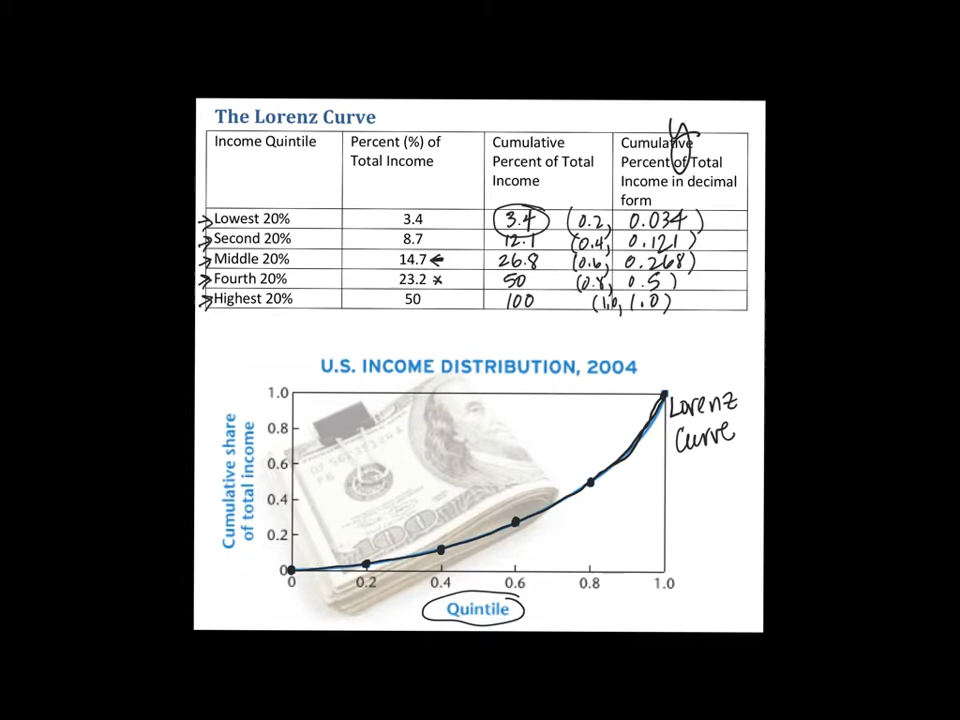 The Lorenz Curve
Income Quintile | Percent (%) of Total Income | Cumulative Percent of Total Income | Cumulative Percent of Total Income in decimal form
Lowest 20% | 3.4 | 3.4 | (0.2, 0.034)
Second 20% | 8.7 | 12.1 | (0.4, 0.121)
Middle 20% | 14.7 | 26.8 | (0.6, 0.268)
Fourth 20% | 23.2 x | 50 | (0.8, 0.5)
Highest 20% | 50 | 100 | (1.0, 1.0)
U.S. INCOME DISTRIBUTION, 2004
Cumulative share
of total income
1.0
0.8
0.6
0.4
0.2
0
0 0.2 0.4 0.6 0.8 1.0
Quintile
Lorenz
Curve